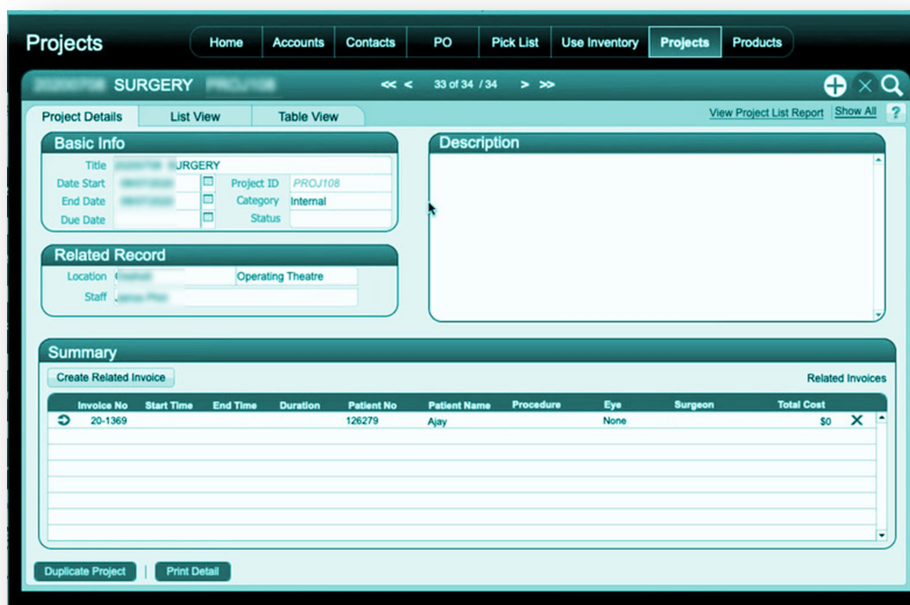 Projects
Home Accounts Contacts PO Pick List Use Inventory Projects Products
SURGERY << < 33 of 34 / 34 > >>
Project Details List View Table View View Project List Report Show All ?
Basic Info
Title URGERY
Date Start Project ID PROJ108
End Date Category Internal
Due Date Status
Description
Related Record
Location Operating Theatre
Staff
Summary
Create Related Invoice Related Invoices
Invoice No Start Time End Time Duration Patient No Patient Name Procedure Eye Surgeon Total Cost
20-1369 126279 Ajay None $0 X
Duplicate Project | Print Detail